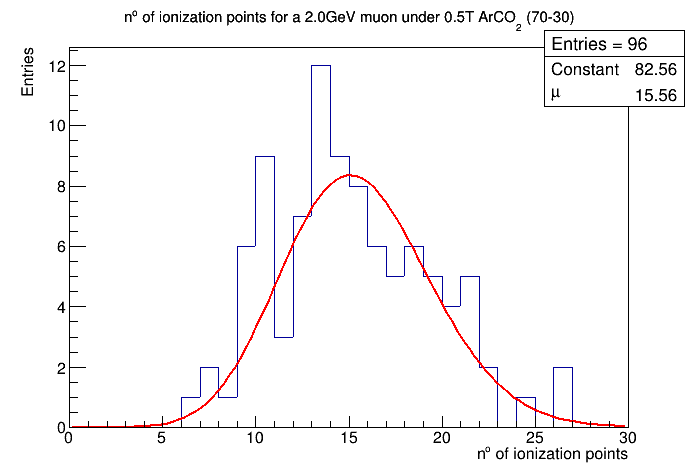 nº of ionization points for a 2.0GeV muon under 0.5T ArCO2 (70-30)
Entries = 96
Constant 82.56
μ 15.56
Entries
12
10
8
6
4
2
0
0 5 10 15 20 25 30
nº of ionization points